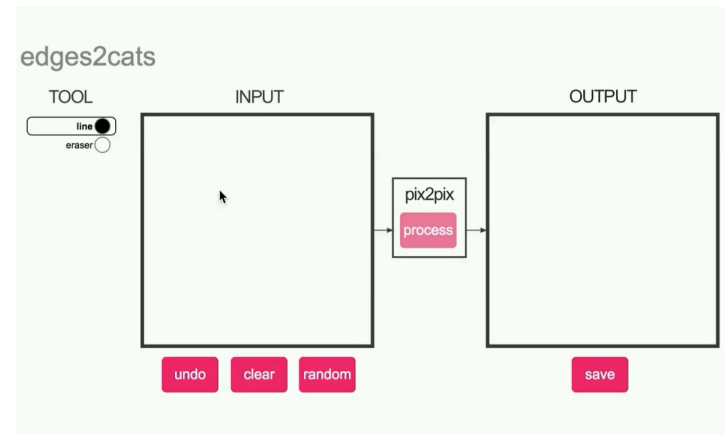 edges2cats
TOOL
INPUT
OUTPUT
line
eraser
pix2pix
process
undo
clear
random
save